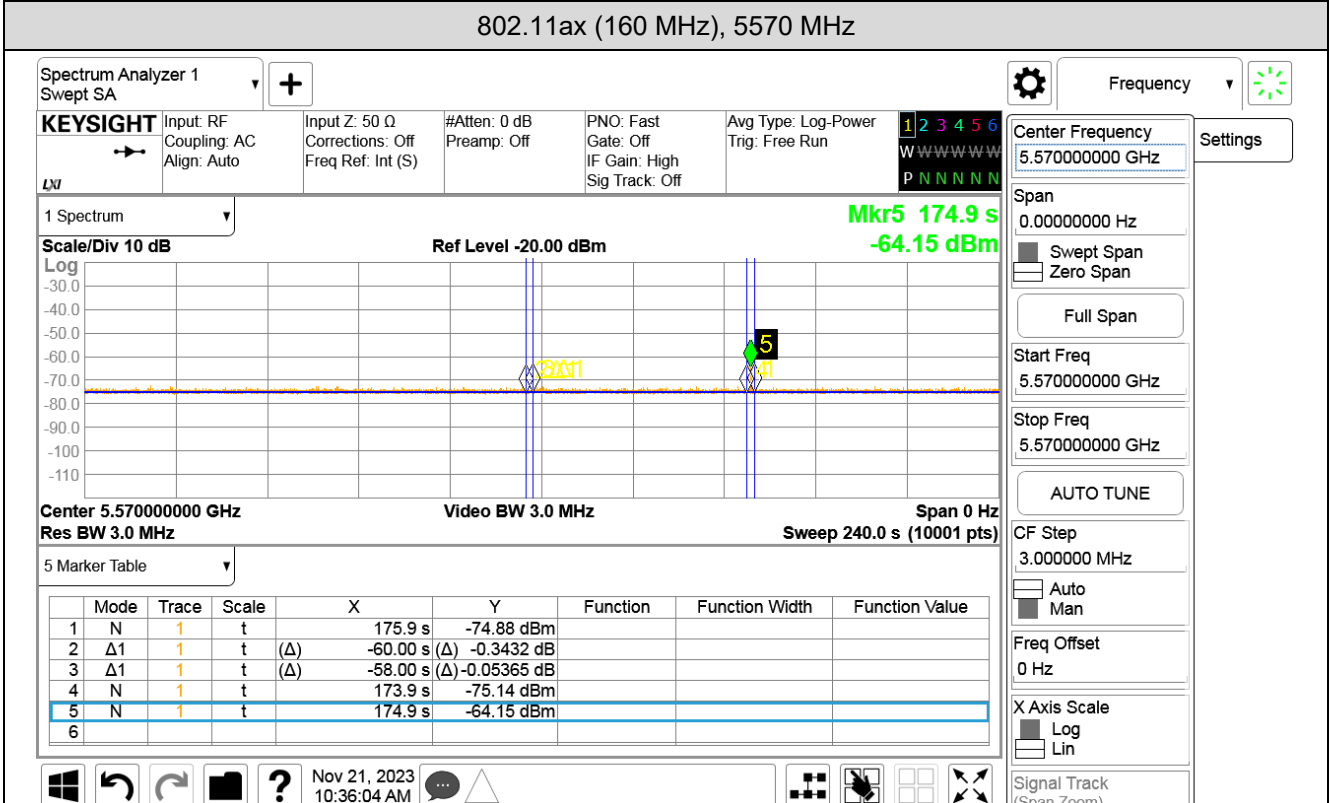 802.11ax (160 MHz), 5570 MHz
Spectrum Analyzer 1
Swept SA
Frequency
KEYSIGHT
LXI
Input: RF
Coupling: AC
Align: Auto
Input Z: 50 Ω
Corrections: Off
Freq Ref: Int (S)
#Atten: 0 dB
Preamp: Off
PNO: Fast
Gate: Off
IF Gain: High
Sig Track: Off
Avg Type: Log-Power
Trig: Free Run
1 2 3 4 5 6
W W W W W W
P N N N N N
Center Frequency
5.570000000 GHz
Settings
Span
0.00000000 Hz
Swept Span
Zero Span
Full Span
Start Freq
5.570000000 GHz
Stop Freq
5.570000000 GHz
AUTO TUNE
CF Step
3.000000 MHz
Auto
Man
Freq Offset
0 Hz
X Axis Scale
Log
Lin
Signal Track
(Span Zoom)
1 Spectrum
Mkr5 174.9 s
-64.15 dBm
Scale/Div 10 dB
Ref Level -20.00 dBm
Log
-30.0
-40.0
-50.0
-60.0
-70.0
-80.0
-90.0
-100
-110
5
Center 5.570000000 GHz
Video BW 3.0 MHz
Span 0 Hz
Res BW 3.0 MHz
Sweep 240.0 s (10001 pts)
5 Marker Table
Mode Trace Scale X Y Function Function Width Function Value
1 N 1 t 175.9 s -74.88 dBm
2 Δ1 1 t (Δ) -60.00 s (Δ) -0.3432 dB
3 Δ1 1 t (Δ) -58.00 s (Δ) -0.05365 dB
4 N 1 t 173.9 s -75.14 dBm
5 N 1 t 174.9 s -64.15 dBm
6
?
Nov 21, 2023
10:36:04 AM